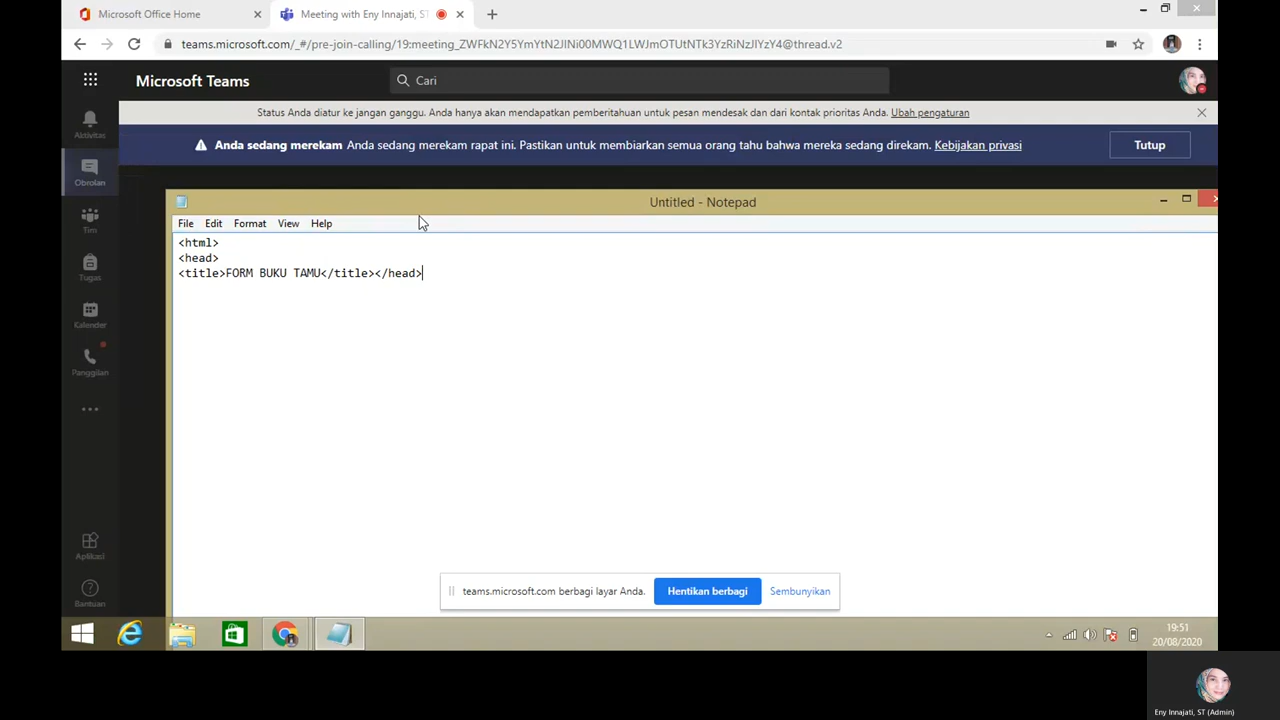 Microsoft Office Home
Meeting with Eny Innajati, ST
teams.microsoft.com/_#/pre-join-calling/19:meeting_ZWFkN2Y5YmYtN2JlNi00MWQ1LWJmOTUtNTk3YzRiNzJlYzY4@thread.v2
Microsoft Teams
Cari
Status Anda diatur ke jangan ganggu. Anda hanya akan mendapatkan pemberitahuan untuk pesan mendesak dan dari kontak prioritas Anda. Ubah pengaturan
Anda sedang merekam Anda sedang merekam rapat ini. Pastikan untuk membiarkan semua orang tahu bahwa mereka sedang direkam. Kebijakan privasi
Tutup
Aktivitas
Obrolan
Tim
Tugas
Kalender
Panggilan
Aplikasi
Bantuan
Untitled - Notepad
File Edit Format View Help
<html>
<head>
<title>FORM BUKU TAMU</title></head>
teams.microsoft.com berbagi layar Anda.
Hentikan berbagi
Sembunyikan
19:51
20/08/2020
Eny Innajati, ST (Admin)